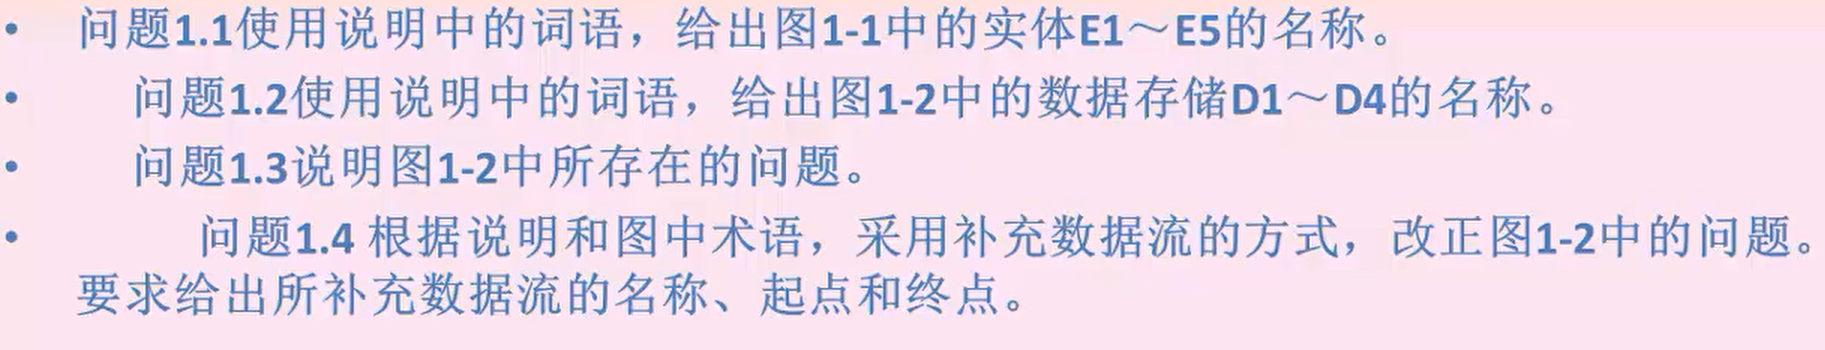 • 问题1.1使用说明中的词语，给出图1-1中的实体E1～E5的名称。
• 问题1.2使用说明中的词语，给出图1-2中的数据存储D1～D4的名称。
• 问题1.3说明图1-2中所存在的问题。
• 问题1.4 根据说明和图中术语，采用补充数据流的方式，改正图1-2中的问题。
要求给出所补充数据流的名称、起点和终点。